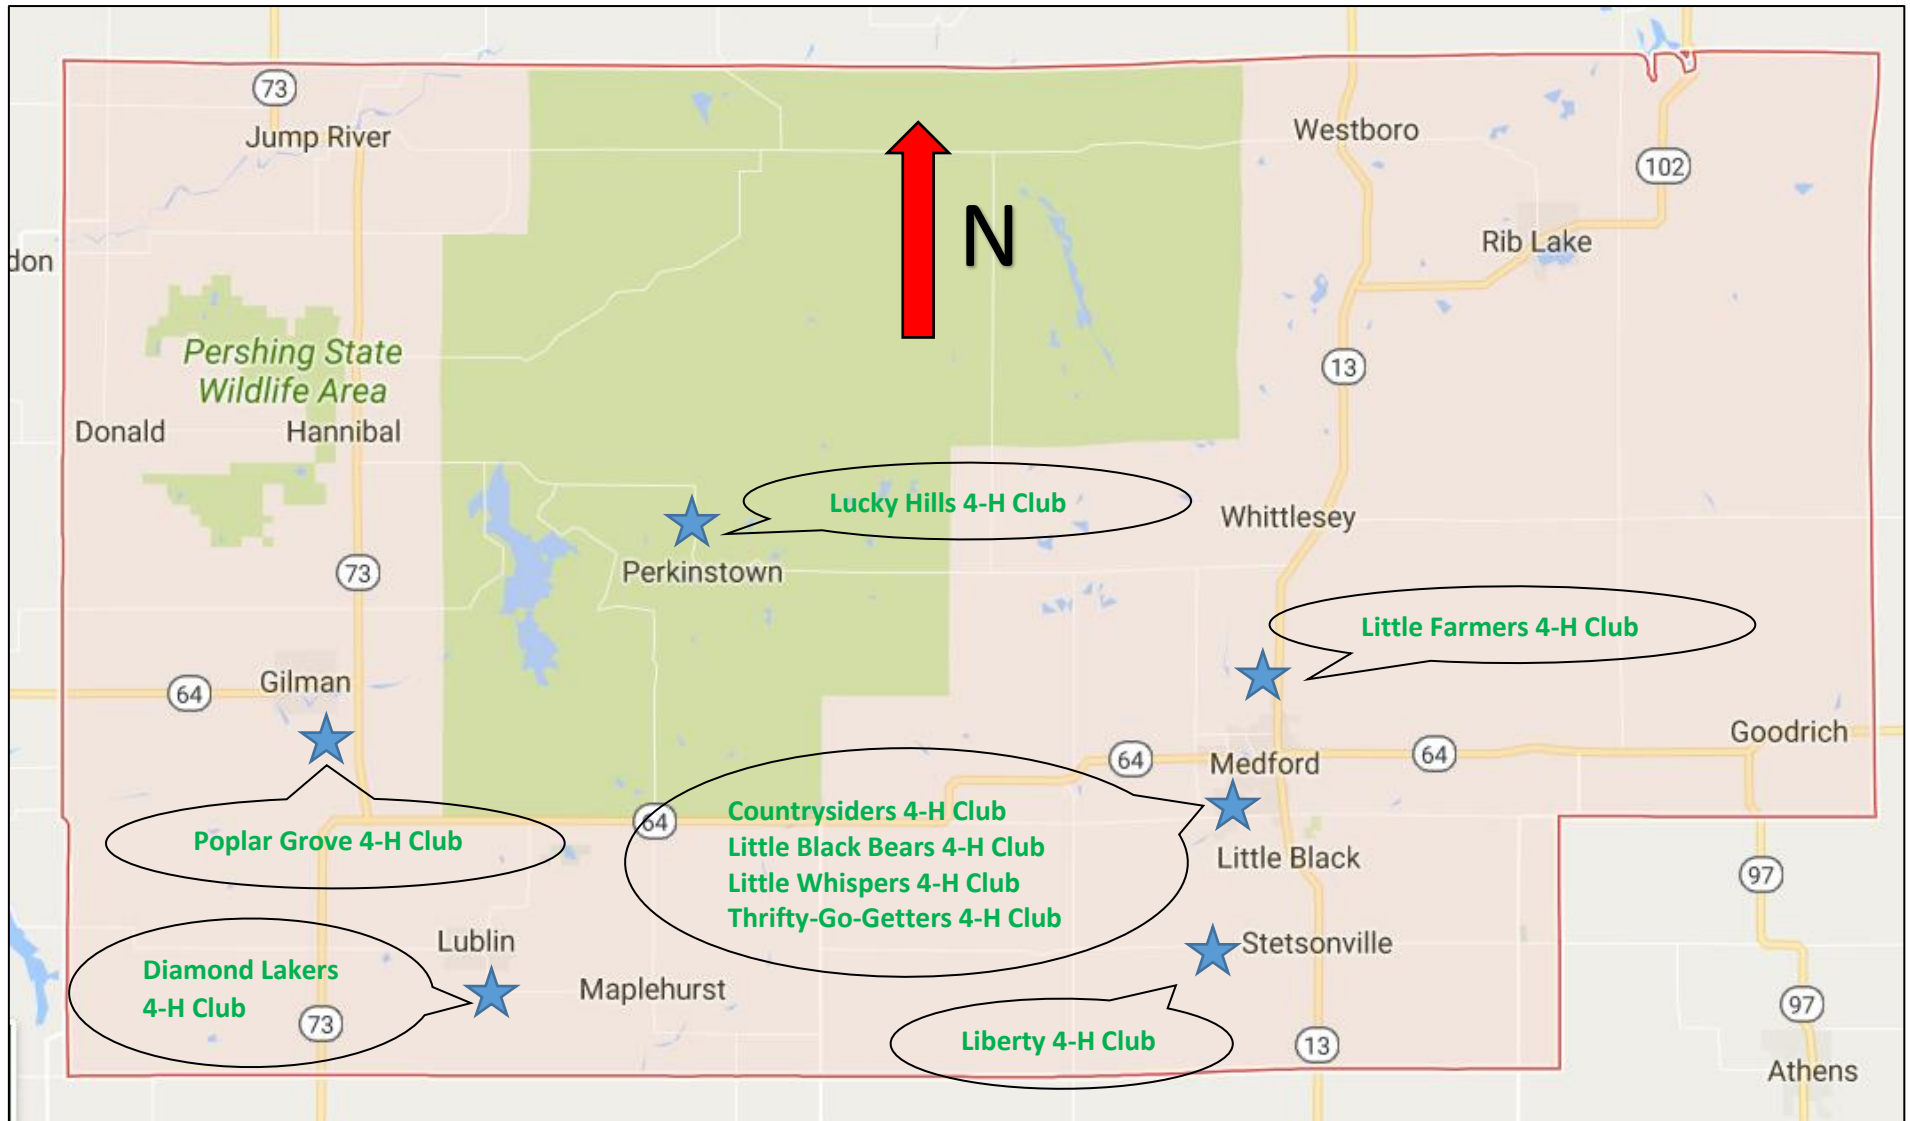 73
Jump River
Westboro
102
N
Rib Lake
don
Pershing State
Wildlife Area
13
Donald
Hannibal
Lucky Hills 4-H Club
Whittlesey
73
Perkinstown
Little Farmers 4-H Club
Gilman
64
Goodrich
64
Medford
64
Countrysiders 4-H Club
Little Black Bears 4-H Club
Little Whispers 4-H Club
Thrifty-Go-Getters 4-H Club
64
Poplar Grove 4-H Club
Little Black
97
Lublin
Stetsonville
Diamond Lakers
4-H Club
Maplehurst
97
73
Liberty 4-H Club
13
Athens